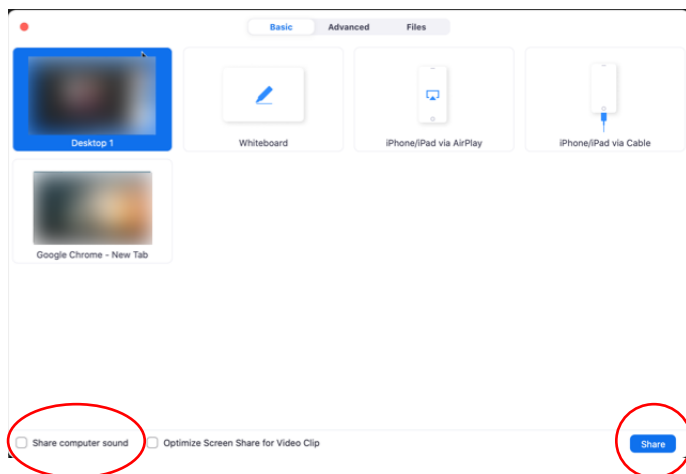 Basic Advanced Files
Desktop 1 Whiteboard iPhone/iPad via AirPlay iPhone/iPad via Cable
Google Chrome - New Tab
Share computer sound Optimize Screen Share for Video Clip Share